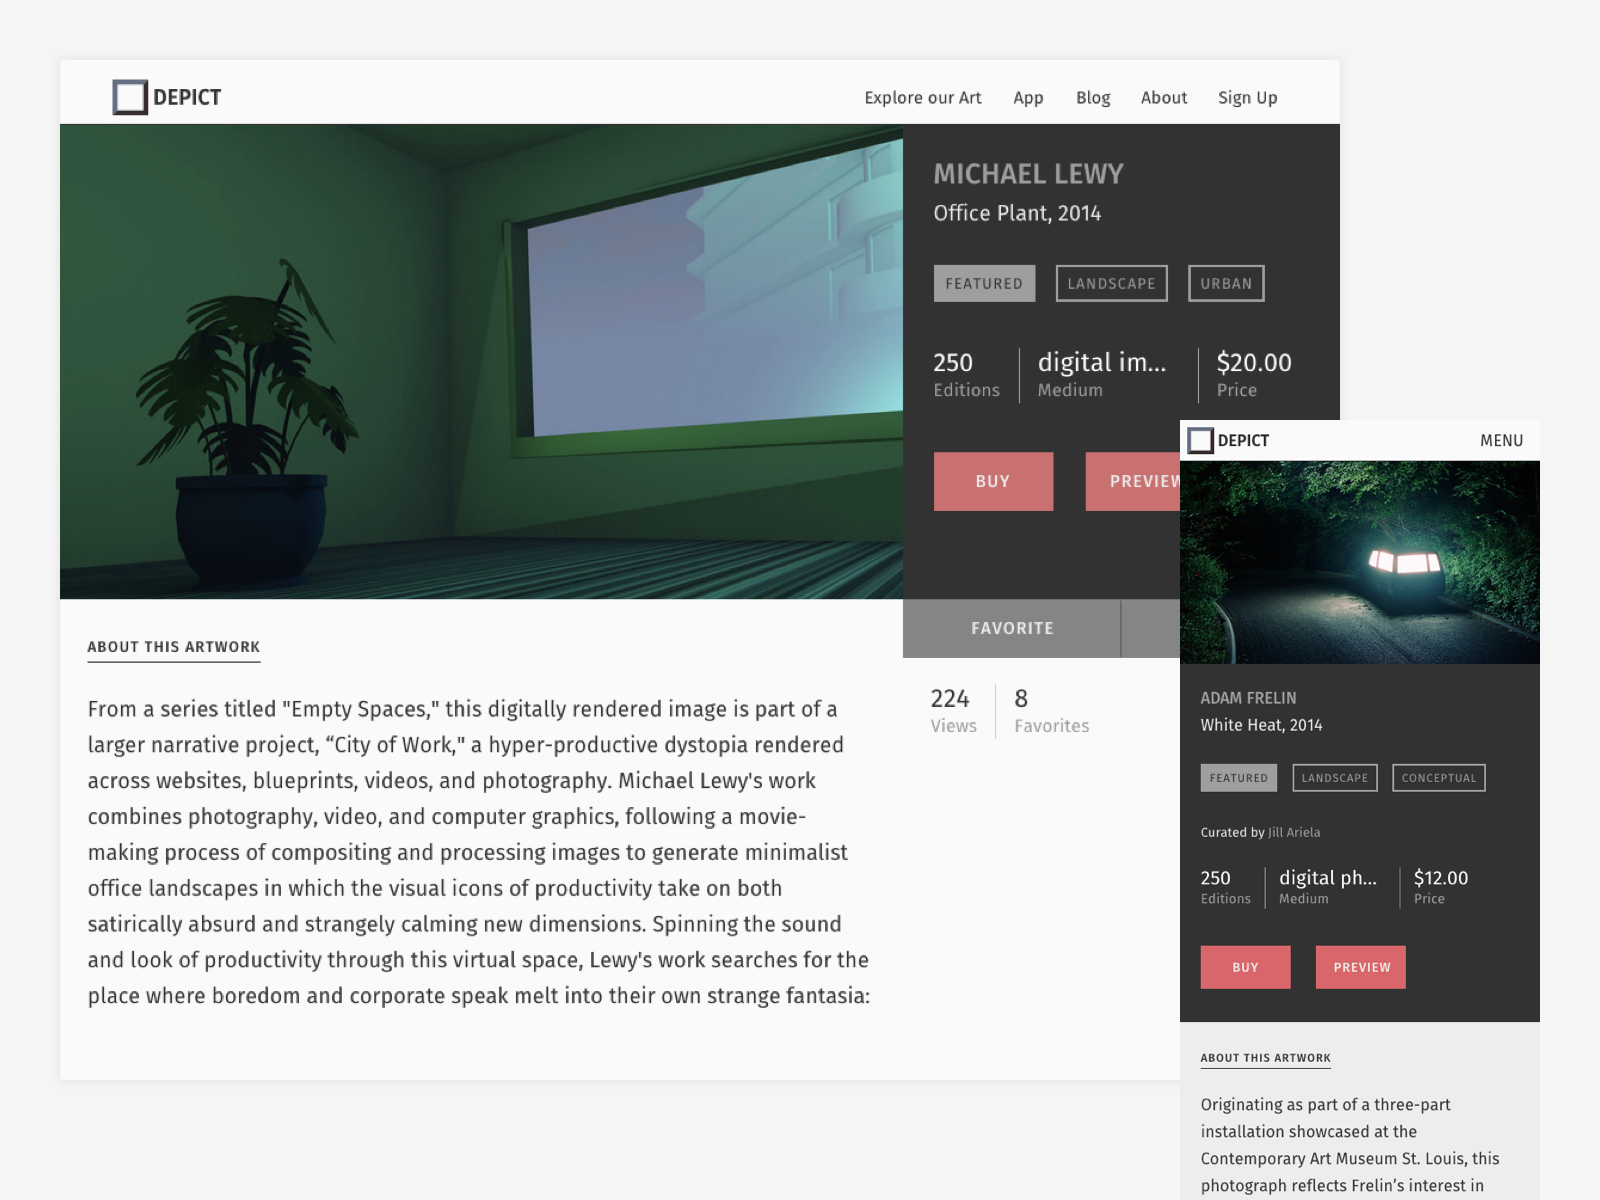 DEPICT
Explore our Art App Blog About Sign Up
MICHAEL LEWY
Office Plant, 2014
FEATURED LANDSCAPE URBAN
250 digital im... $20.00
Editions Medium Price
BUY PREVIEW
FAVORITE
224 8
Views Favorites
ABOUT THIS ARTWORK
From a series titled "Empty Spaces," this digitally rendered image is part of a
larger narrative project, “City of Work," a hyper-productive dystopia rendered
across websites, blueprints, videos, and photography. Michael Lewy's work
combines photography, video, and computer graphics, following a movie-
making process of compositing and processing images to generate minimalist
office landscapes in which the visual icons of productivity take on both
satirically absurd and strangely calming new dimensions. Spinning the sound
and look of productivity through this virtual space, Lewy's work searches for the
place where boredom and corporate speak melt into their own strange fantasia:
DEPICT MENU
ADAM FRELIN
White Heat, 2014
FEATURED LANDSCAPE CONCEPTUAL
Curated by Jill Ariela
250 digital ph... $12.00
Editions Medium Price
BUY PREVIEW
ABOUT THIS ARTWORK
Originating as part of a three-part
installation showcased at the
Contemporary Art Museum St. Louis, this
photograph reflects Frelin’s interest in